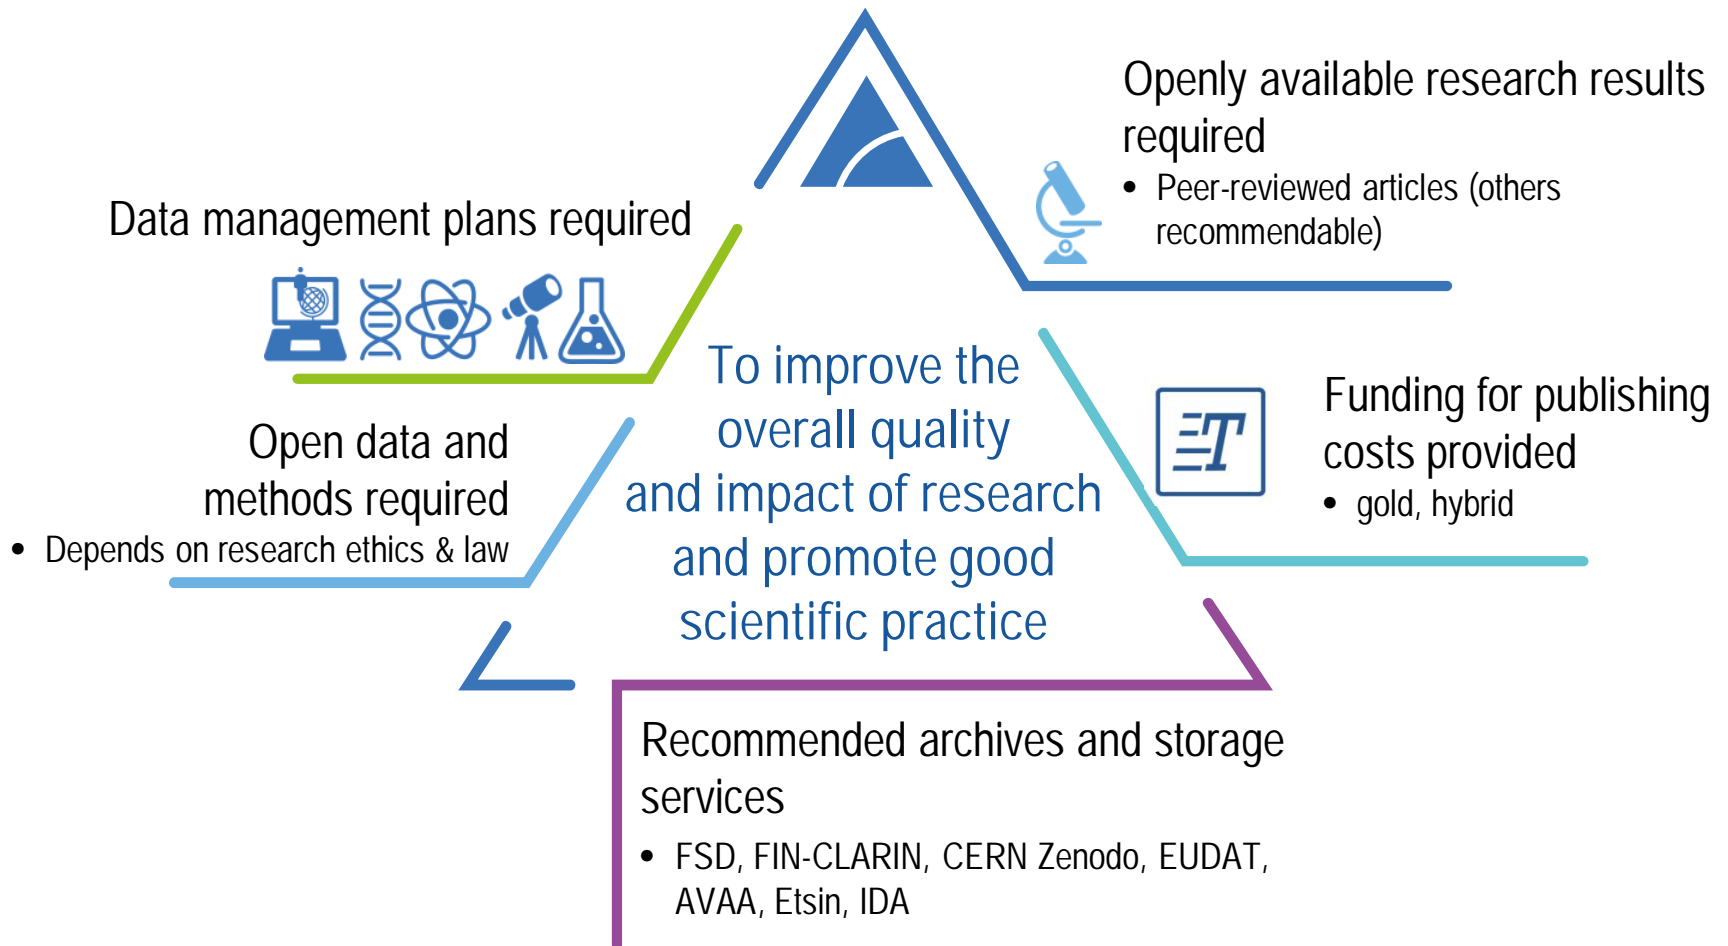 Openly available research results
required
• Peer-reviewed articles (others
recommendable)
Data management plans required
To improve the
overall quality
and impact of research
and promote good
scientific practice
Open data and
methods required
• Depends on research ethics & law
T
Funding for publishing
costs provided
• gold, hybrid
Recommended archives and storage
services
• FSD, FIN-CLARIN, CERN Zenodo, EUDAT,
AVAA, Etsin, IDA